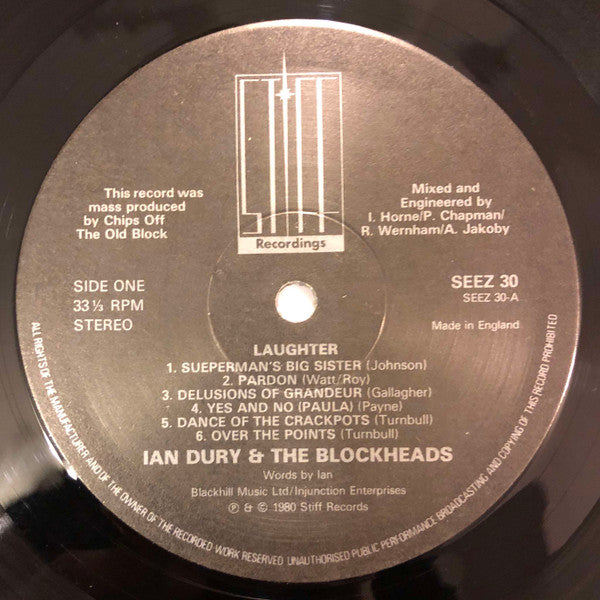 STIFF
Recordings
This record was
mass produced
by Chips Off
The Old Block
Mixed and
Engineered by
I. Horne/P. Chapman/
R. Wernham/A. Jakoby
SIDE ONE
33 ⅓ RPM
STEREO
SEEZ 30
SEEZ 30-A
Made in England
LAUGHTER
1. SUEPERMAN'S BIG SISTER (Johnson)
2. PARDON (Watt/Roy)
3. DELUSIONS OF GRANDEUR (Gallagher)
4. YES AND NO (PAULA) (Payne)
5. DANCE OF THE CRACKPOTS (Turnbull)
6. OVER THE POINTS (Turnbull)
IAN DURY & THE BLOCKHEADS
Words by Ian
Blackhill Music Ltd/Injunction Enterprises
℗ & © 1980 Stiff Records
ALL RIGHTS OF THE MANUFACTURER AND OF THE OWNER OF THE RECORDED WORK RESERVED UNAUTHORISED PUBLIC PERFORMANCE BROADCASTING AND COPYING OF THIS RECORD PROHIBITED